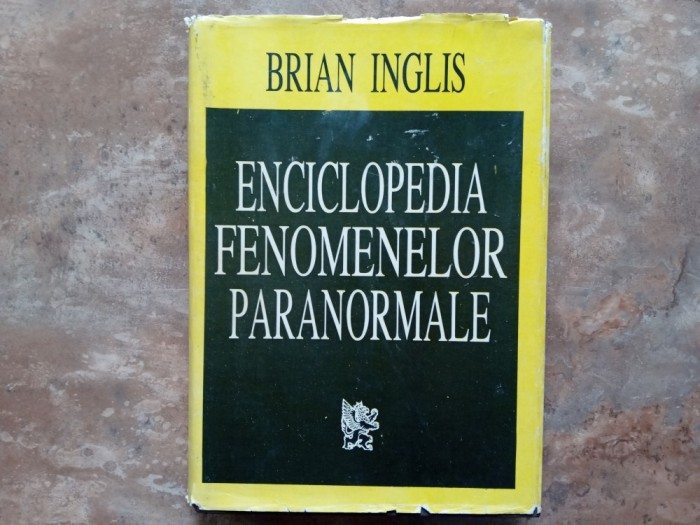 BRIAN INGLIS
ENCICLOPEDIA
FENOMENELOR
PARANORMALE